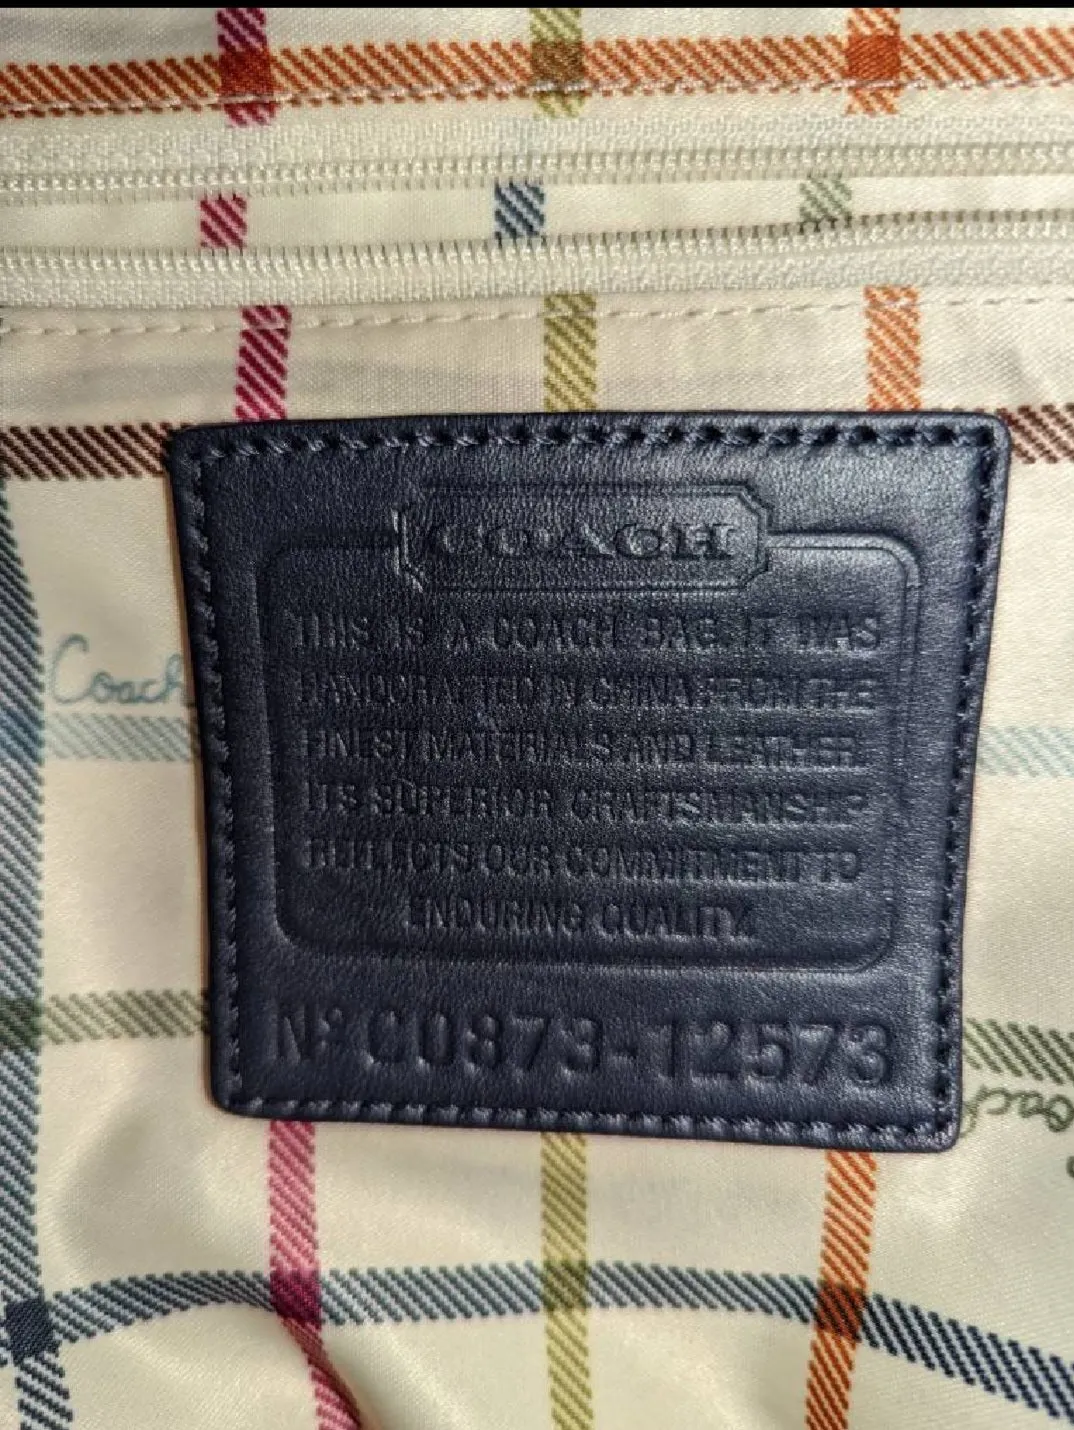 COACH
THIS IS A COACH BAG. IT WAS
HANDCRAFTED IN CHINA FROM THE
FINEST MATERIALS AND LEATHER.
ITS SUPERIOR CRAFTSMANSHIP
REFLECTS OUR COMMITMENT TO
ENDURING QUALITY.
Nº C0873-12573
Coach
Coach